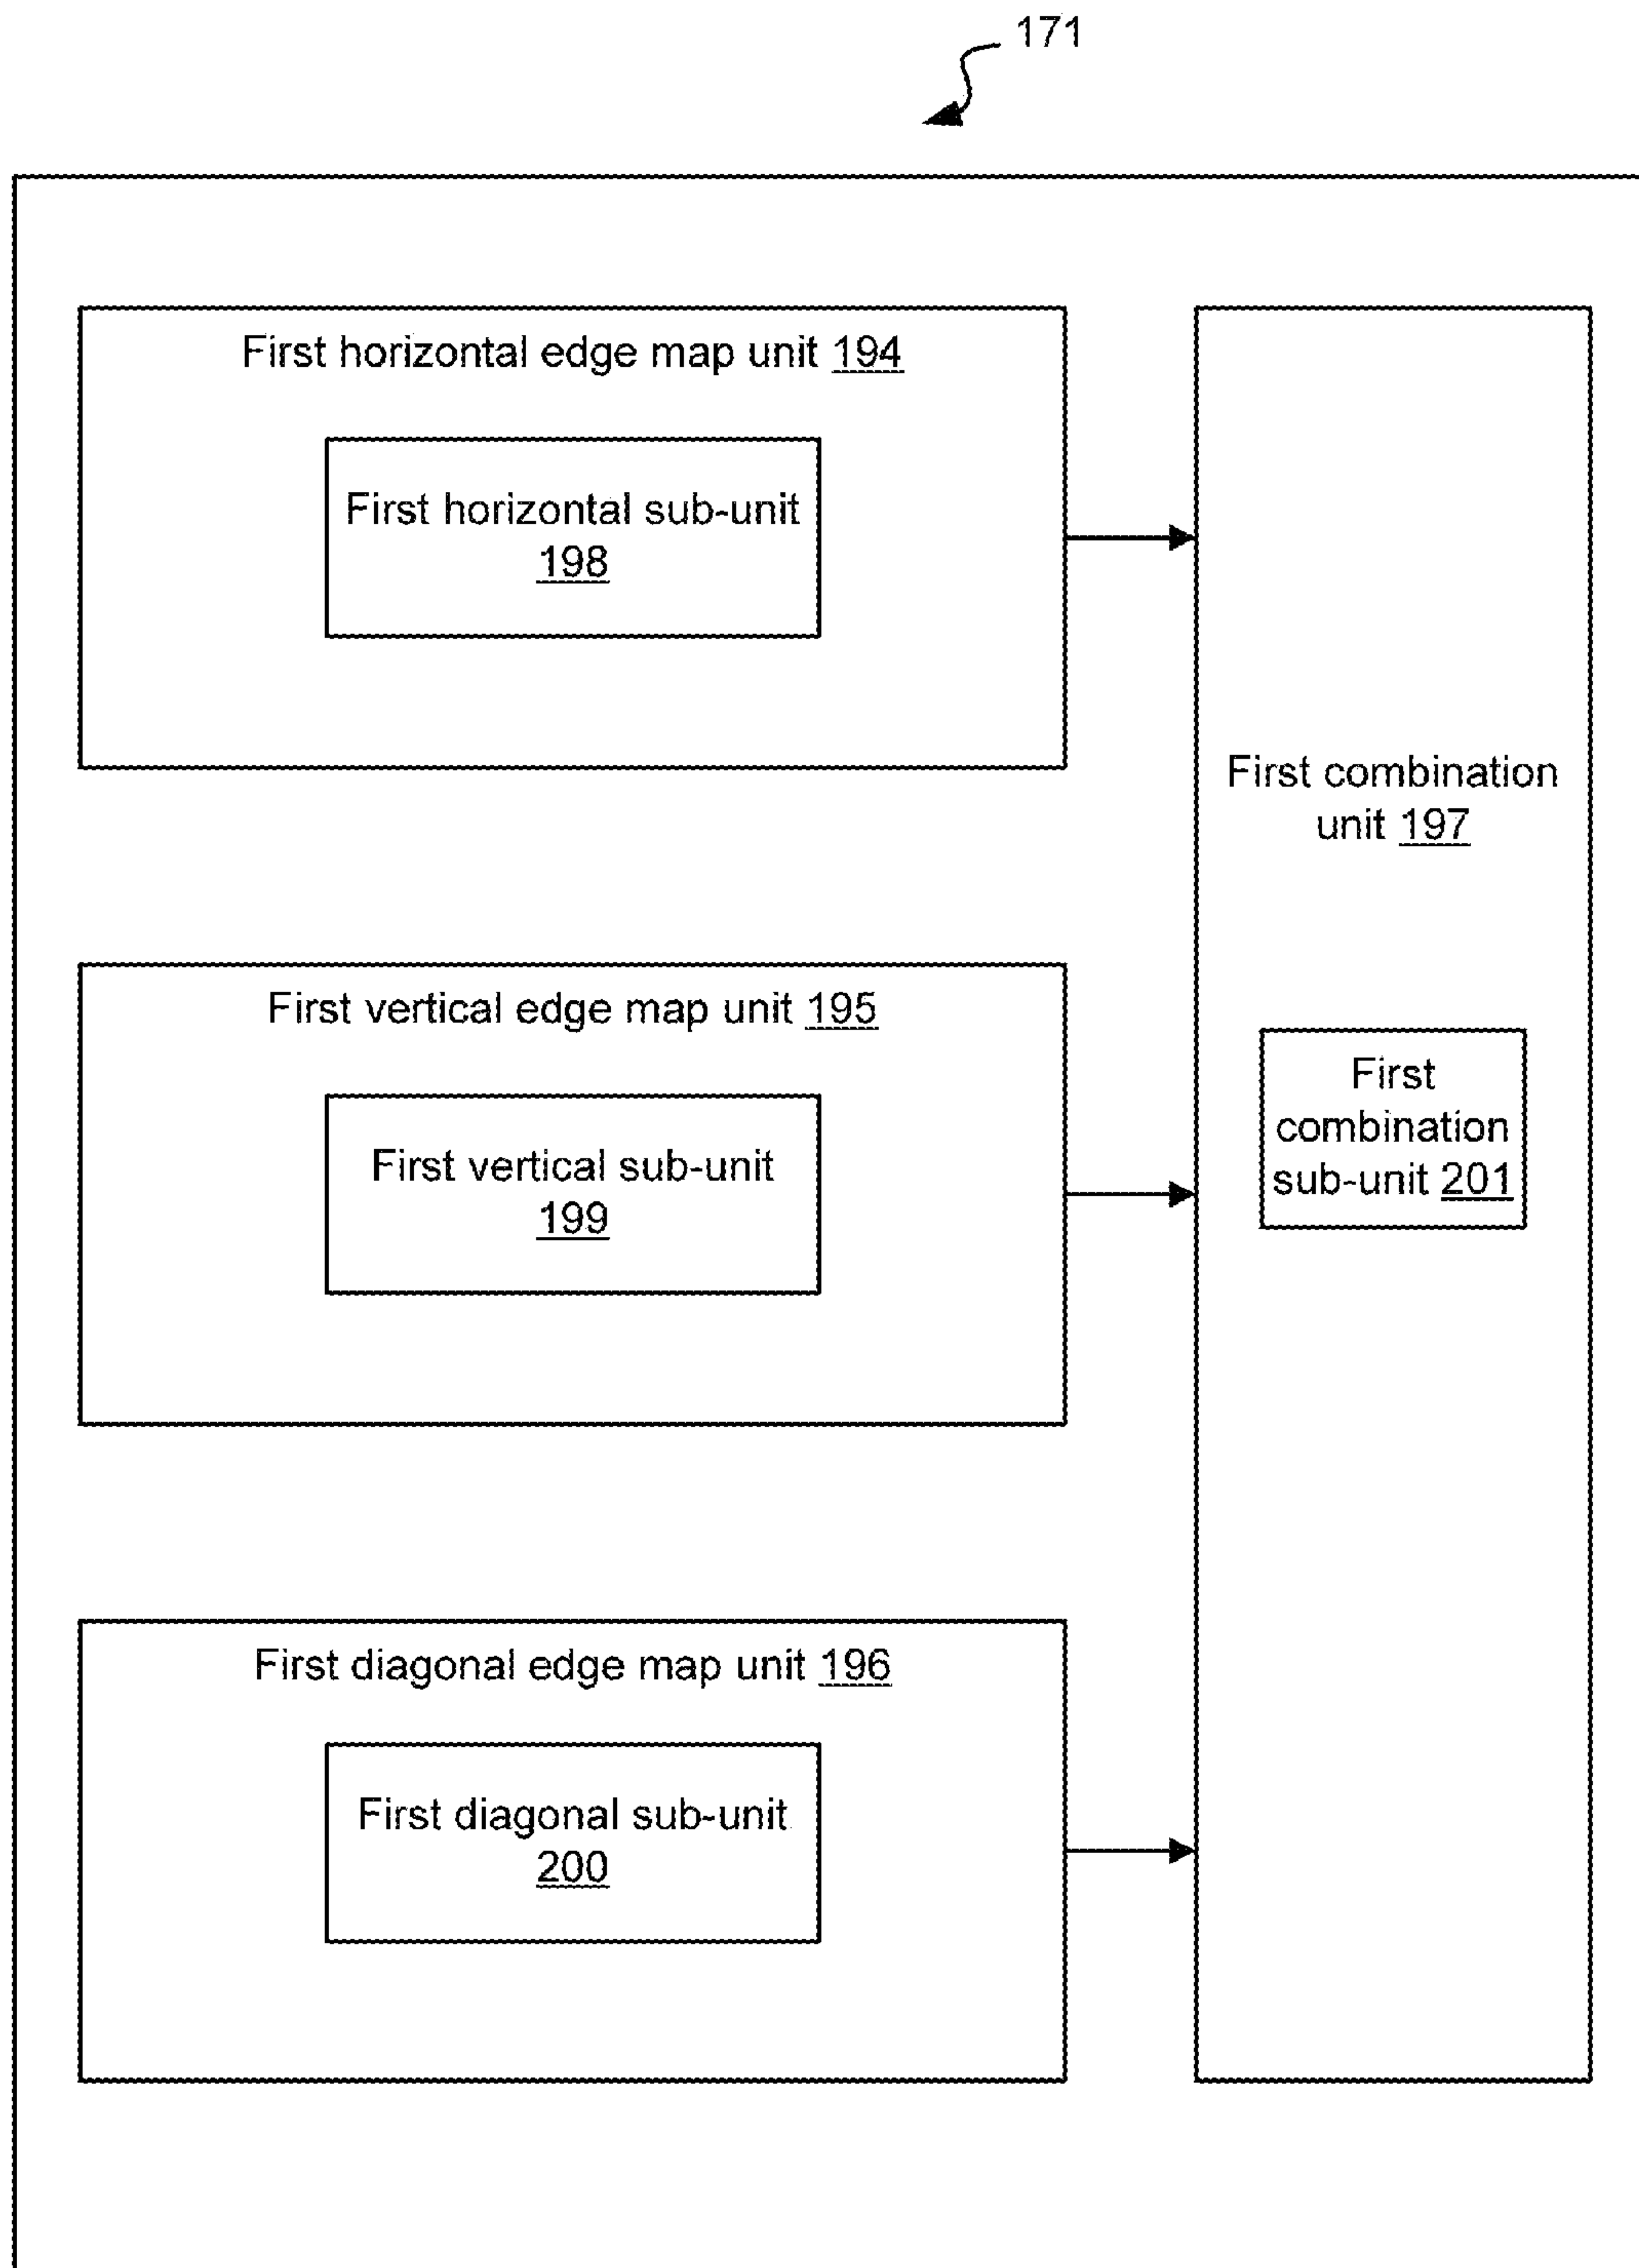 171
First horizontal edge map unit 194
First horizontal sub-unit
198
First combination
unit 197
First vertical edge map unit 195
First vertical sub-unit
199
First
combination
sub-unit 201
First diagonal edge map unit 196
First diagonal sub-unit
200